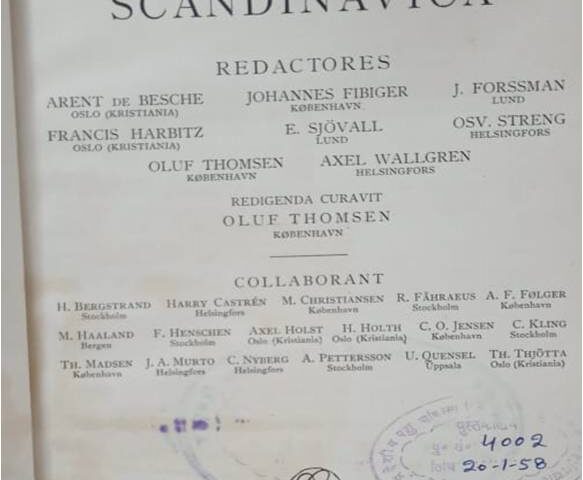 SCANDINAVICA
REDACTORES
ARENT DE BESCHE JOHANNES FIBIGER J. FORSSMAN
OSLO (KRISTIANIA) KØBENHAVN LUND
FRANCIS HARBITZ E. SJÖVALL OSV. STRENG
OSLO (KRISTIANIA) LUND HELSINGFORS
OLUF THOMSEN AXEL WALLGREN
KØBENHAVN HELSINGFORS
REDIGENDA CURAVIT
OLUF THOMSEN
KØBENHAVN
COLLABORANT
H. BERGSTRAND HARRY CASTRÉN M. CHRISTIANSEN R. FÅHRAEUS A. F. FØLGER
Stockholm Helsingfors København Stockholm København
M. HAALAND F. HENSCHEN AXEL HOLST H. HOLTH C. O. JENSEN C. KLING
Bergen Stockholm Oslo (Kristiania) Oslo (Kristiania) København Stockholm
TH. MADSEN J. A. MURTO C. NYBERG A. PETTERSSON U. QUENSEL TH. THJÖTTA
København Helsingfors Helsingfors Stockholm Uppsala Oslo (Kristiania)
4002
20-1-58